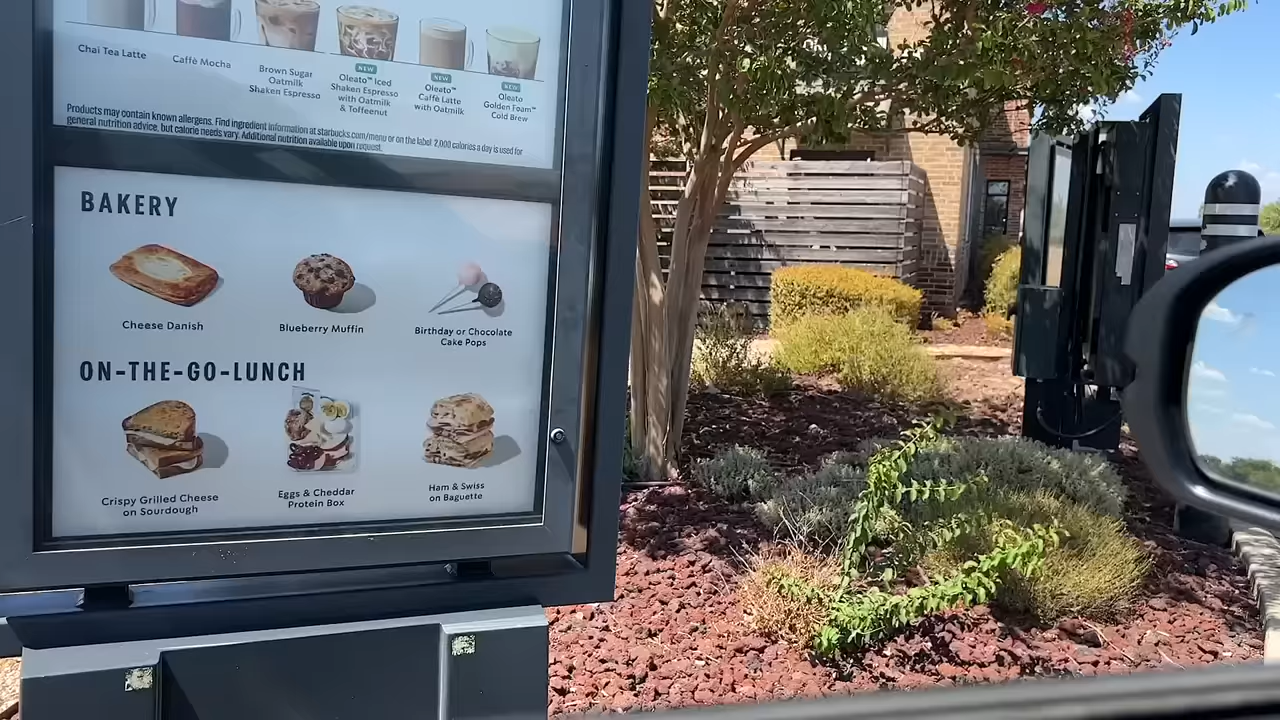 Chai Tea Latte
Caffè Mocha
Brown Sugar
Oatmilk
Shaken Espresso
NEW
Oleato™ Iced
Shaken Espresso
with Oatmilk
& Toffeenut
NEW
Oleato™
Caffè Latte
with Oatmilk
NEW
Oleato
Golden Foam™
Cold Brew
Products may contain known allergens. Find ingredient information at starbucks.com/menu or on the label. 2,000 calories a day is used for
general nutrition advice, but calorie needs vary. Additional nutrition available upon request.
BAKERY
Cheese Danish
Blueberry Muffin
Birthday or Chocolate
Cake Pops
ON-THE-GO-LUNCH
Crispy Grilled Cheese
on Sourdough
Eggs & Cheddar
Protein Box
Ham & Swiss
on Baguette